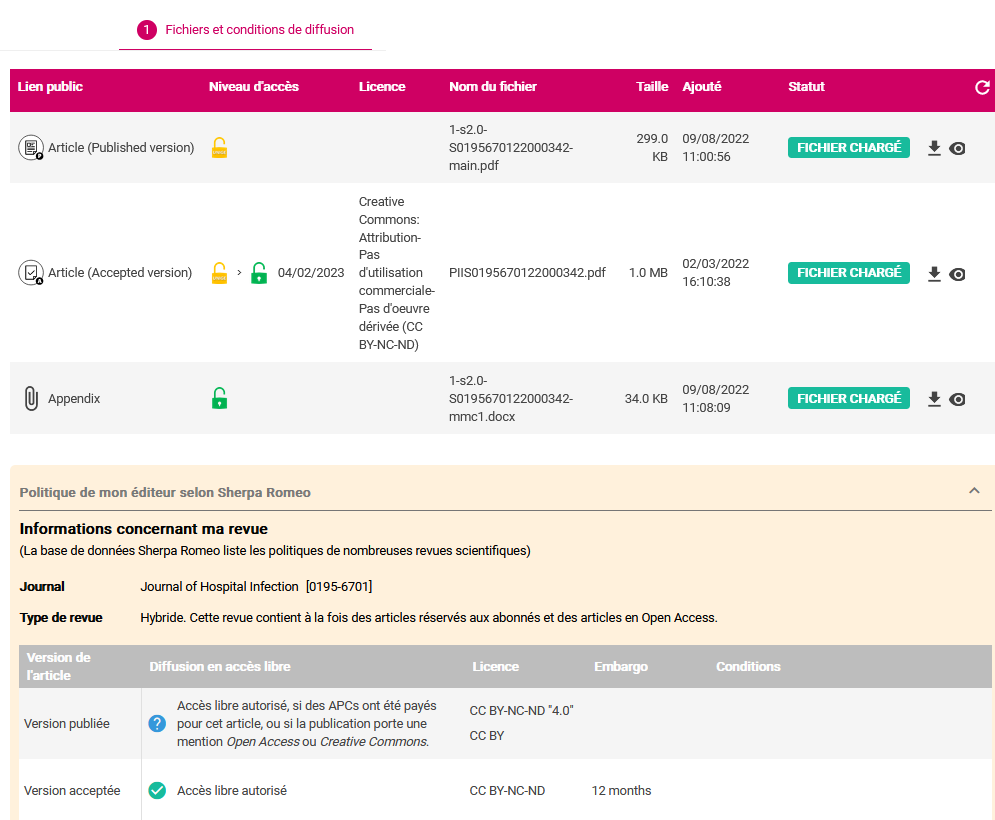 1 Fichiers et conditions de diffusion
Lien public Niveau d'accès Licence Nom du fichier Taille Ajouté Statut
Article (Published version)
1-s2.0-
S0195670122000342-
main.pdf
299.0
KB
09/08/2022
11:00:56
FICHIER CHARGÉ
Article (Accepted version)
> 04/02/2023
Creative
Commons:
Attribution-
Pas
d'utilisation
commerciale-
Pas d'oeuvre
dérivée (CC
BY-NC-ND)
PIIS0195670122000342.pdf
1.0 MB
02/03/2022
16:10:38
FICHIER CHARGÉ
Appendix
1-s2.0-
S0195670122000342-
mmc1.docx
34.0 KB
09/08/2022
11:08:09
FICHIER CHARGÉ
Politique de mon éditeur selon Sherpa Romeo
Informations concernant ma revue
(La base de données Sherpa Romeo liste les politiques de nombreuses revues scientifiques)
Journal Journal of Hospital Infection [0195-6701]
Type de revue Hybride. Cette revue contient à la fois des articles réservés aux abonnés et des articles en Open Access.
Version de
l'article
Diffusion en accès libre Licence Embargo Conditions
Version publiée
?
Accès libre autorisé, si des APCs ont été payés
pour cet article, ou si la publication porte une
mention Open Access ou Creative Commons.
CC BY-NC-ND "4.0"
CC BY
Version acceptée Accès libre autorisé CC BY-NC-ND 12 months